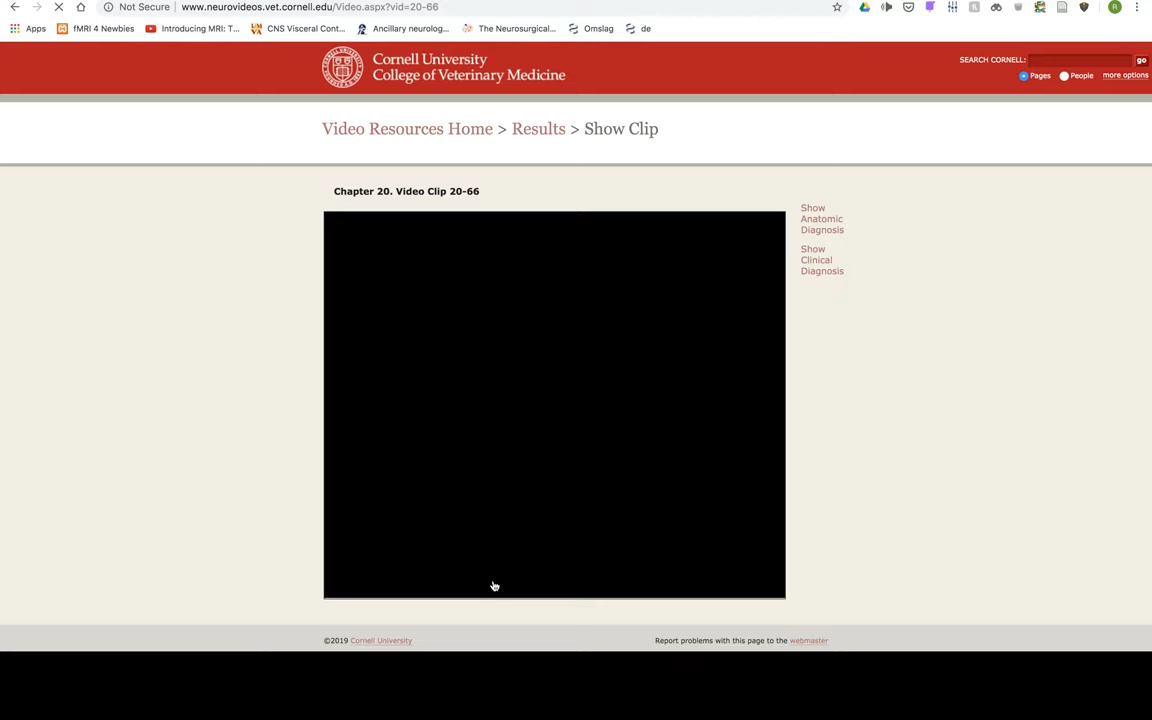 Not Secure www.neurovideos.vet.cornell.edu/Video.aspx?vid=20-66
R
Apps fMRI 4 Newbies Introducing MRI: T... CNS Visceral Cont... Ancillary neurolog... The Neurosurgical... Omslag de
Cornell University
College of Veterinary Medicine
SEARCH CORNELL: go
Pages People more options
Video Resources Home > Results > Show Clip
Chapter 20. Video Clip 20-66
Show
Anatomic
Diagnosis
Show
Clinical
Diagnosis
©2019 Cornell University
Report problems with this page to the webmaster